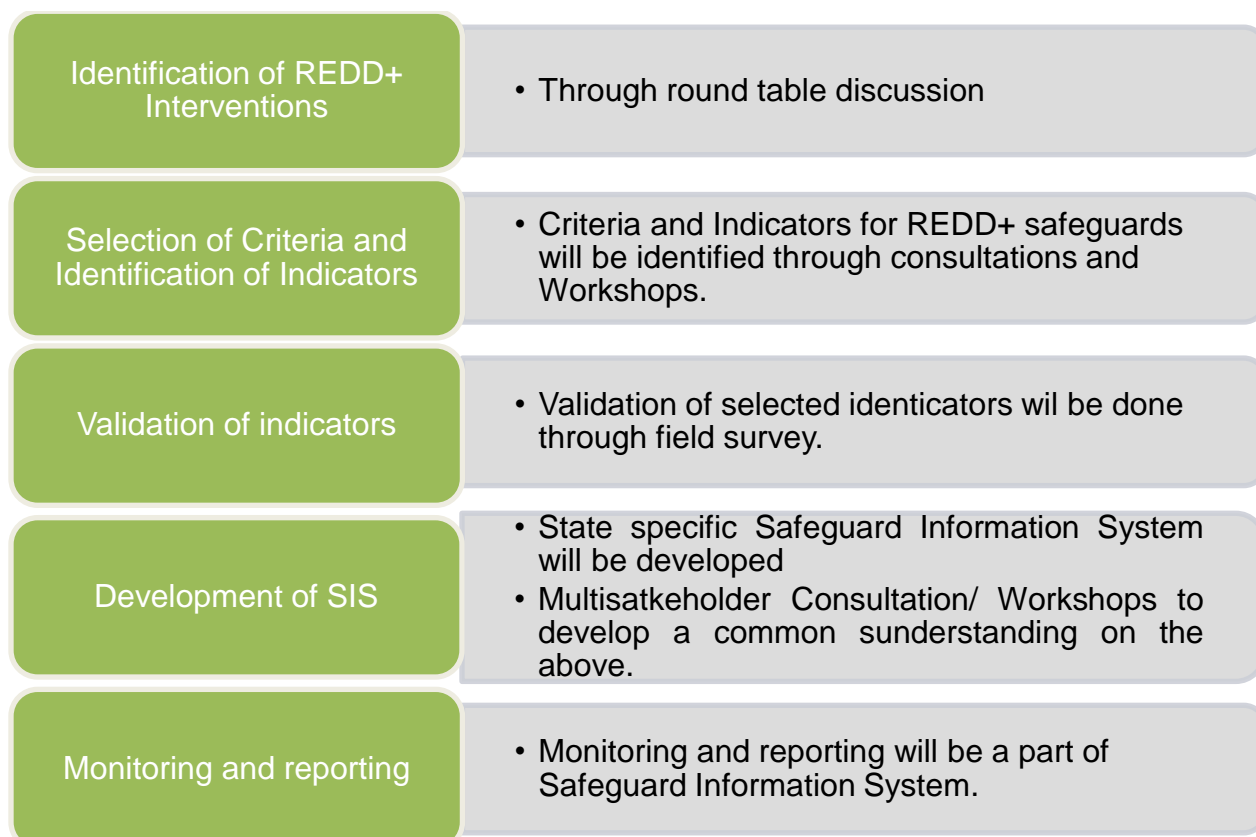 Identification of REDD+
Interventions
• Through round table discussion
Selection of Criteria and
Identification of Indicators
• Criteria and Indicators for REDD+ safeguards
will be identified through consultations and
Workshops.
Validation of indicators
• Validation of selected identicators wil be done
through field survey.
Development of SIS
• State specific Safeguard Information System
will be developed
• Multisatkeholder Consultation/ Workshops to
develop a common sunderstanding on the
above.
Monitoring and reporting
• Monitoring and reporting will be a part of
Safeguard Information System.